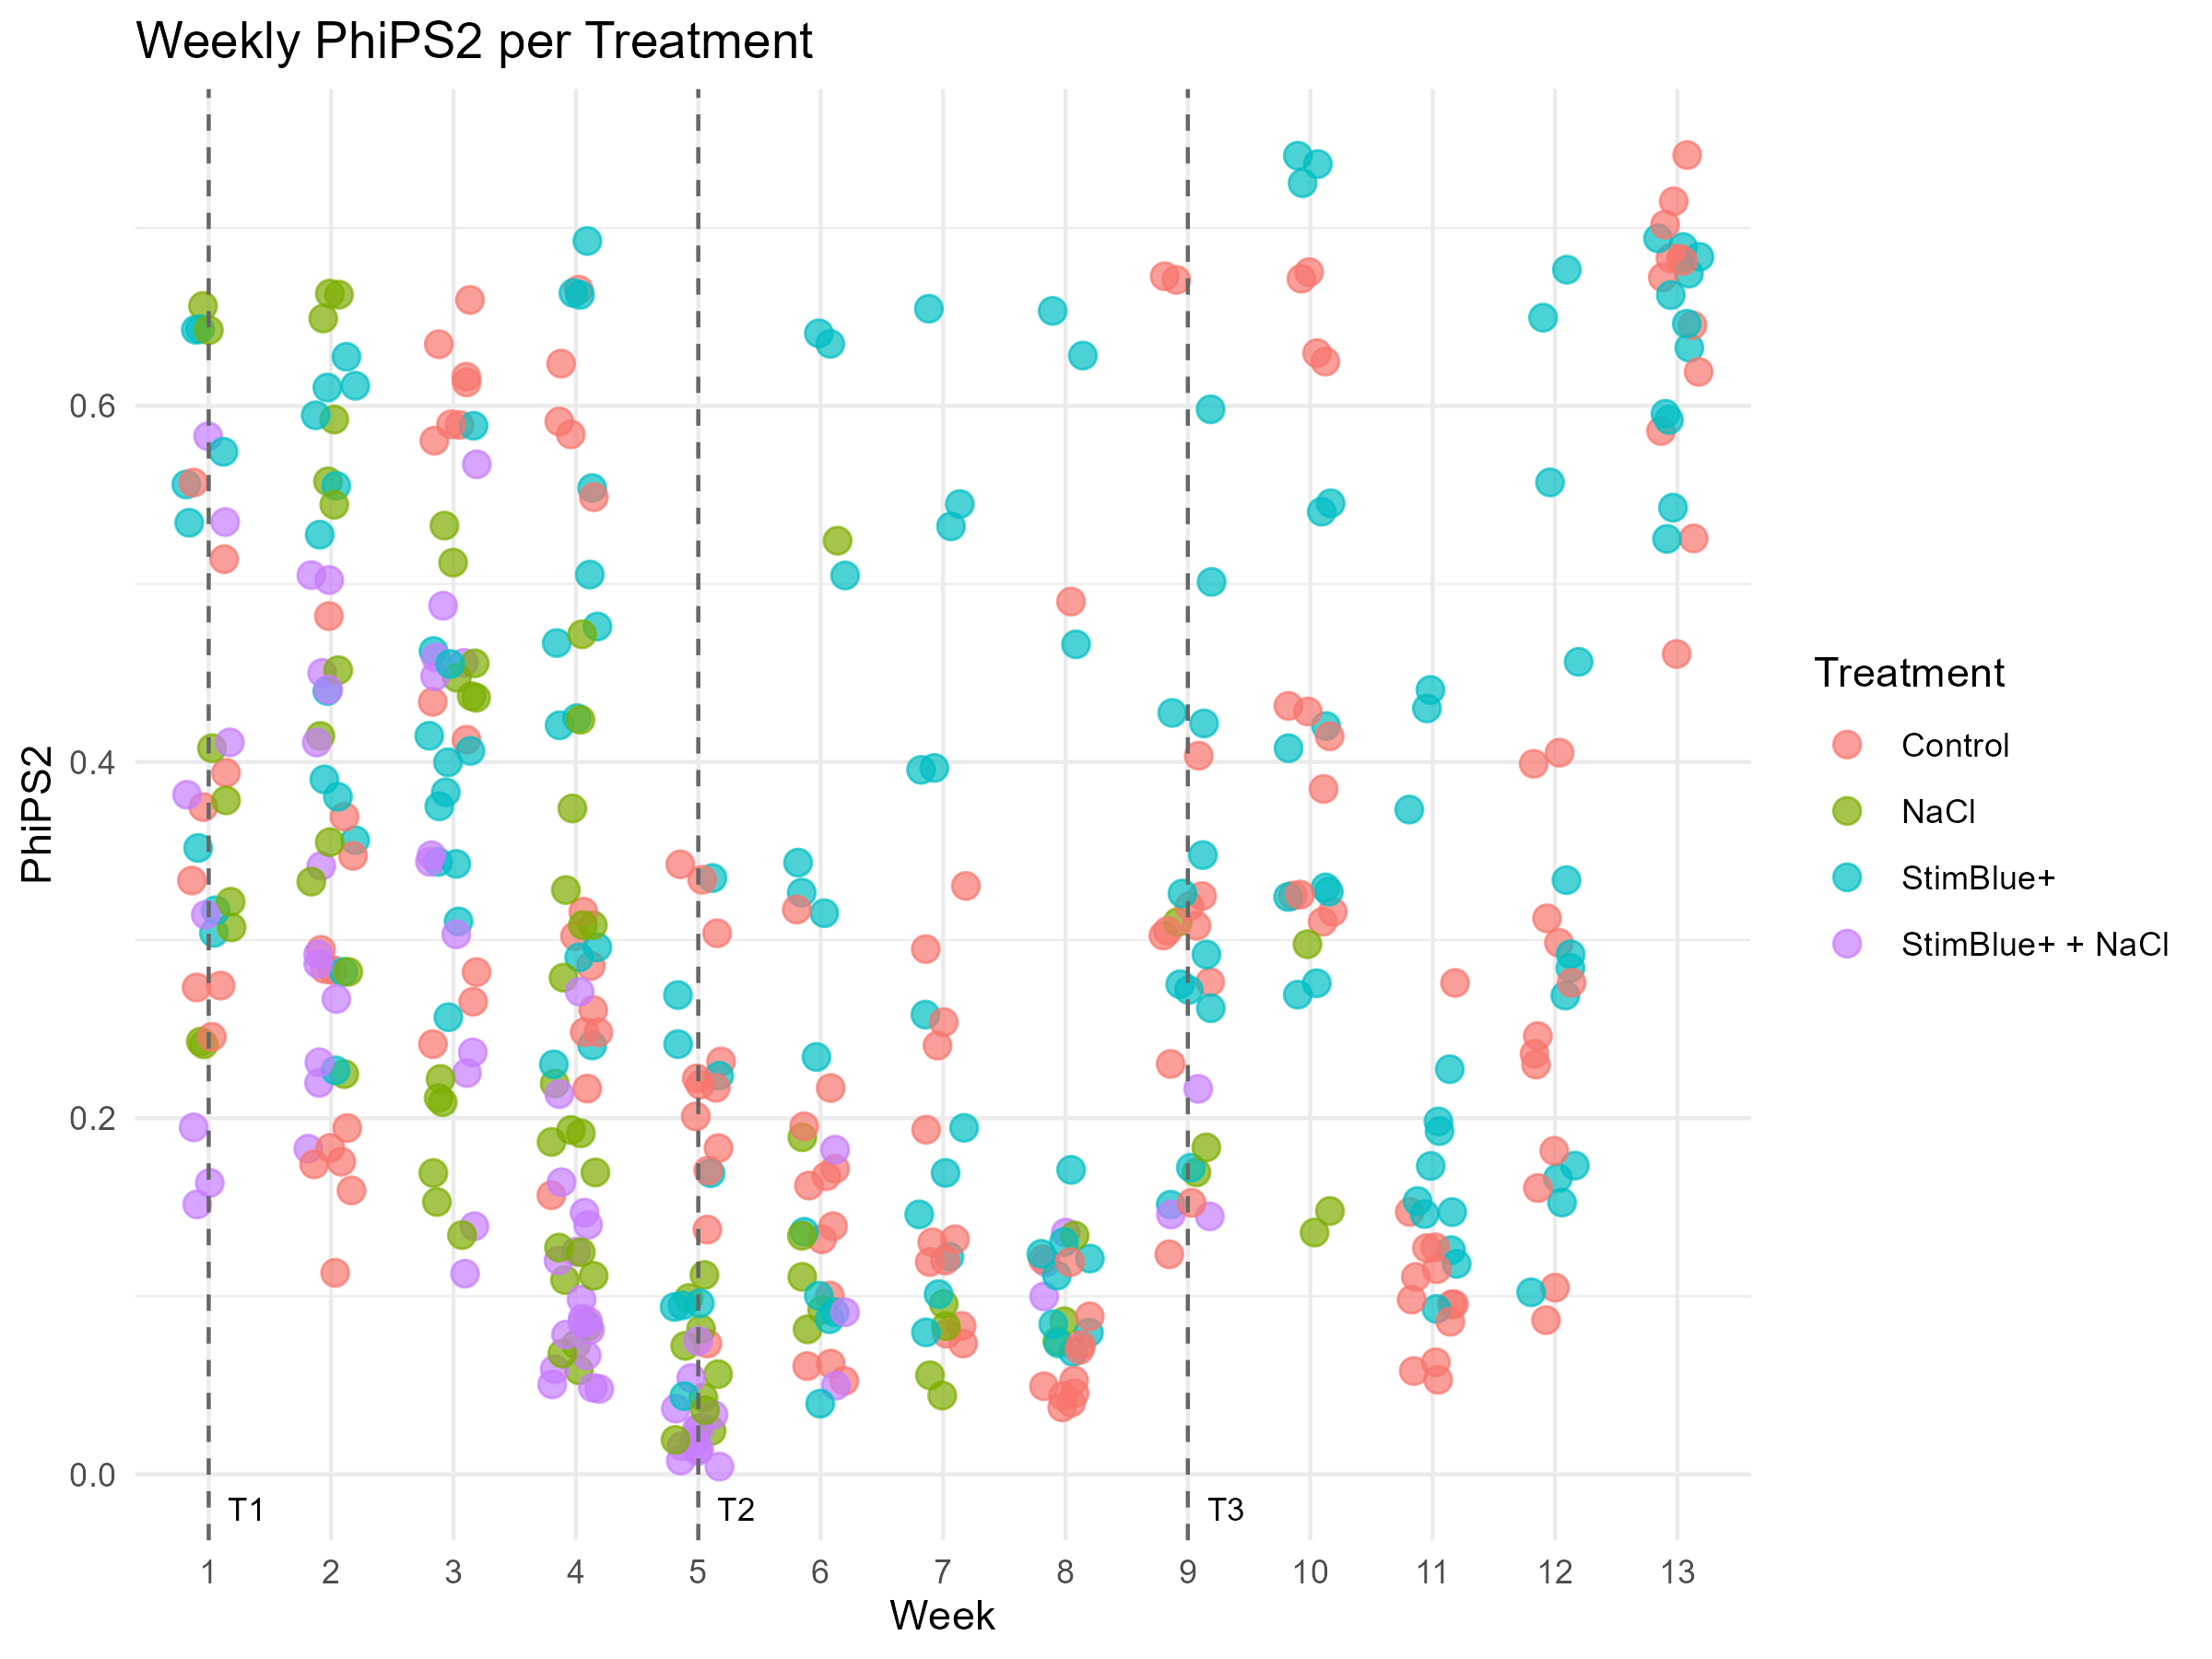 Weekly PhiPS2 per Treatment
PhiPS2
0.6
0.4
0.2
0.0
T1 T2 T3
1 2 3 4 5 6 7 8 9 10 11 12 13
Week
Treatment
Control
NaCl
StimBlue+
StimBlue+ + NaCl